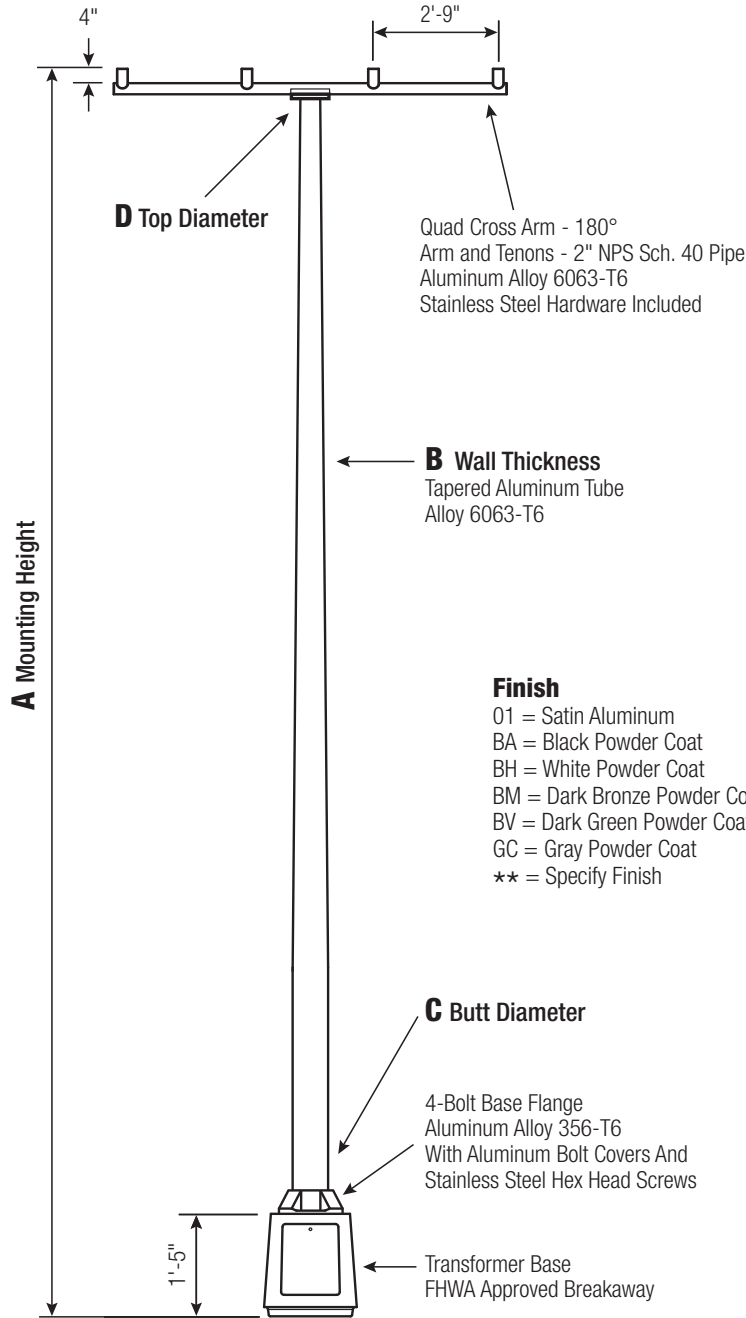 4"
2'-9"
D Top Diameter
Quad Cross Arm - 180°
Arm and Tenons - 2" NPS Sch. 40 Pipe
Aluminum Alloy 6063-T6
Stainless Steel Hardware Included
B Wall Thickness
Tapered Aluminum Tube
Alloy 6063-T6
A Mounting Height
Finish
01 = Satin Aluminum
BA = Black Powder Coat
BH = White Powder Coat
BM = Dark Bronze Powder Co
BV = Dark Green Powder Coat
GC = Gray Powder Coat
** = Specify Finish
C Butt Diameter
4-Bolt Base Flange
Aluminum Alloy 356-T6
With Aluminum Bolt Covers And
Stainless Steel Hex Head Screws
1'-5"
Transformer Base
FHWA Approved Breakaway